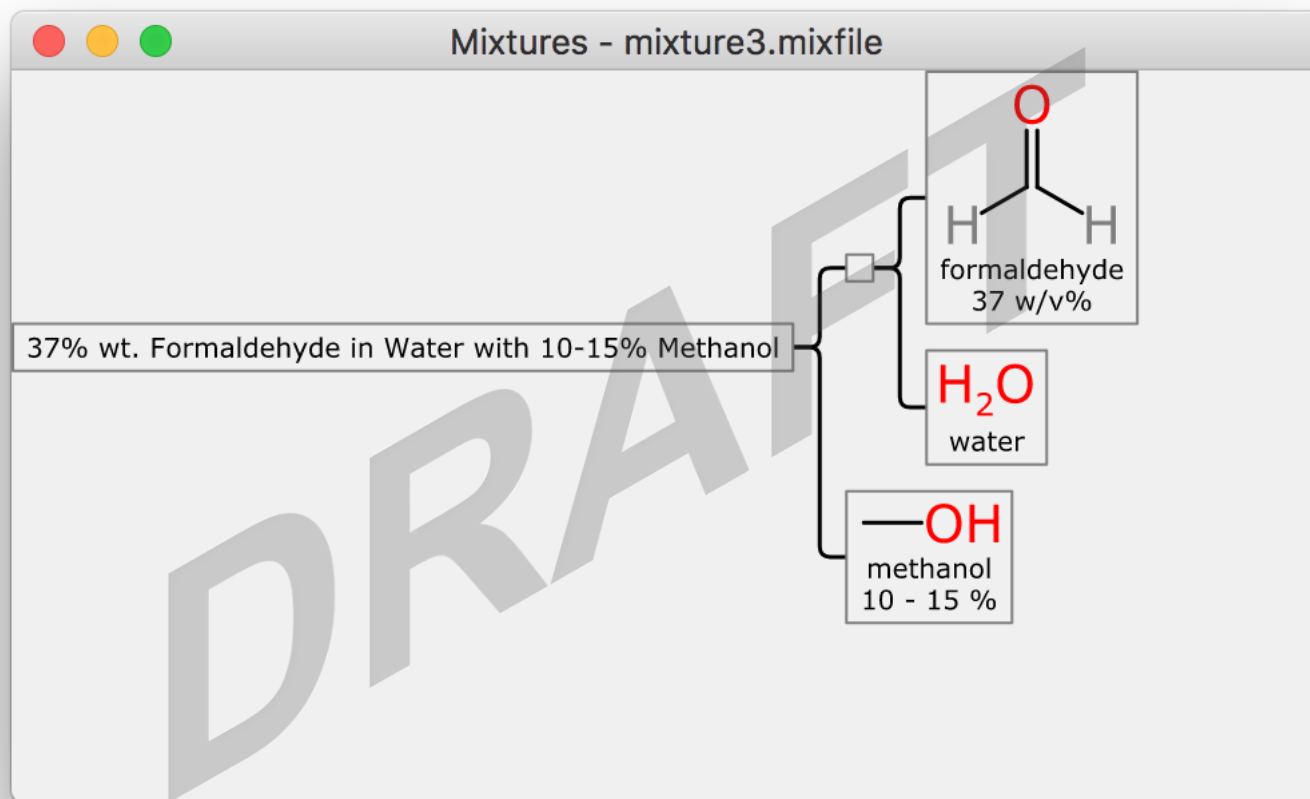 Mixtures - mixture3.mixfile
O
H H
formaldehyde
37 w/v%
37% wt. Formaldehyde in Water with 10-15% Methanol
H₂O
water
OH
methanol
10 - 15 %
DRAFT